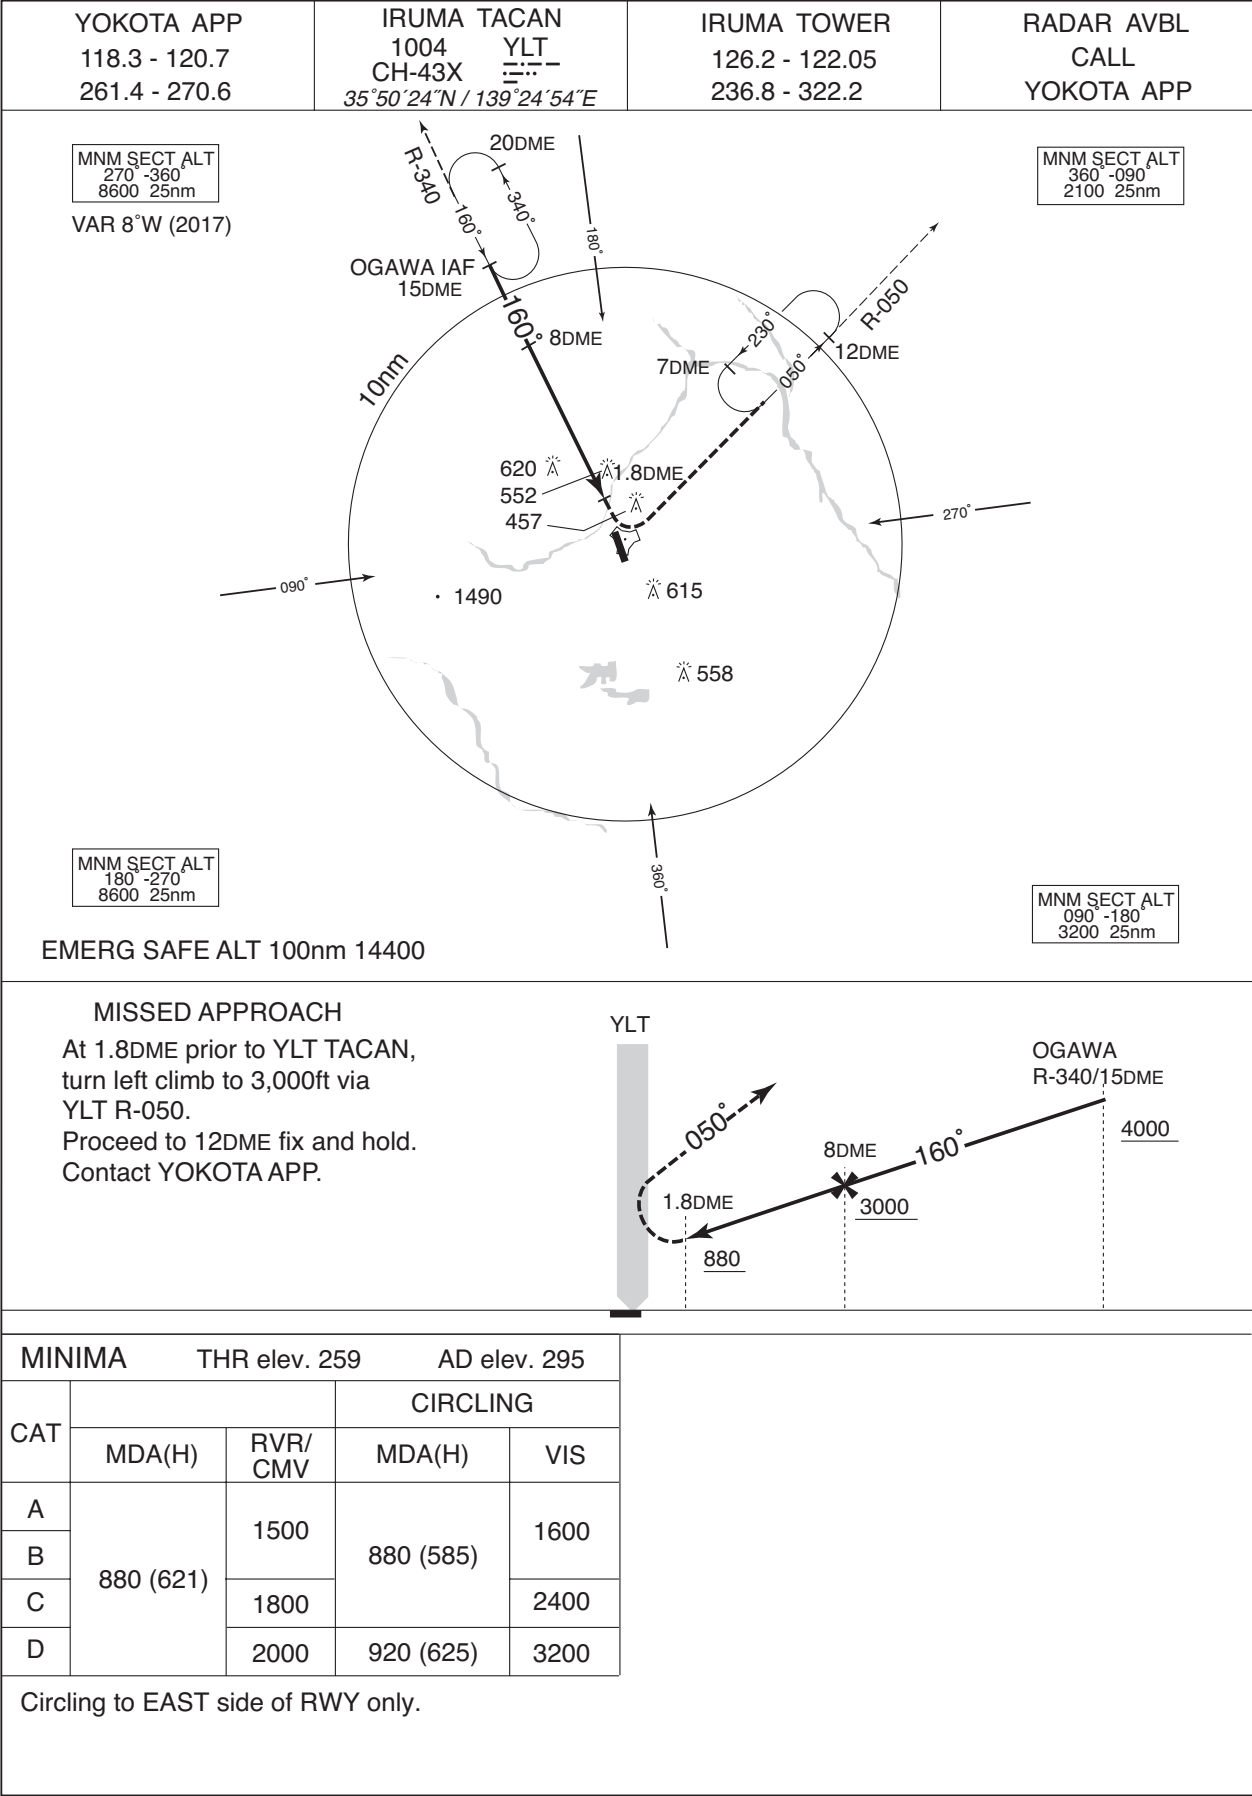 YOKOTA APP
118.3 - 120.7
261.4 - 270.6
IRUMA TACAN
1004 YLT
CH-43X
35°50´24˝N / 139°24´54˝E
IRUMA TOWER
126.2 - 122.05
236.8 - 322.2
RADAR AVBL
CALL
YOKOTA APP
MNM SECT ALT
270°-360°
8600 25nm
VAR 8°W (2017)
MNM SECT ALT
360°-090°
2100 25nm
R-340
20DME
340°
160°
180°
OGAWA IAF
15DME
160°
8DME
10nm
R-050
230°
12DME
7DME
050°
620
1.8DME
552
457
270°
090°
1490
615
558
360°
MNM SECT ALT
180°-270°
8600 25nm
MNM SECT ALT
090°-180°
3200 25nm
EMERG SAFE ALT 100nm 14400
MISSED APPROACH
At 1.8DME prior to YLT TACAN,
turn left climb to 3,000ft via
YLT R-050.
Proceed to 12DME fix and hold.
Contact YOKOTA APP.
YLT
OGAWA
R-340/15DME
4000
050°
8DME
160°
3000
1.8DME
880
MINIMA THR elev. 259 AD elev. 295
CAT
CIRCLING
MDA(H)
RVR/
CMV
MDA(H)
VIS
A
B
C
D
880 (621)
1500
1800
2000
880 (585)
920 (625)
1600
2400
3200
Circling to EAST side of RWY only.